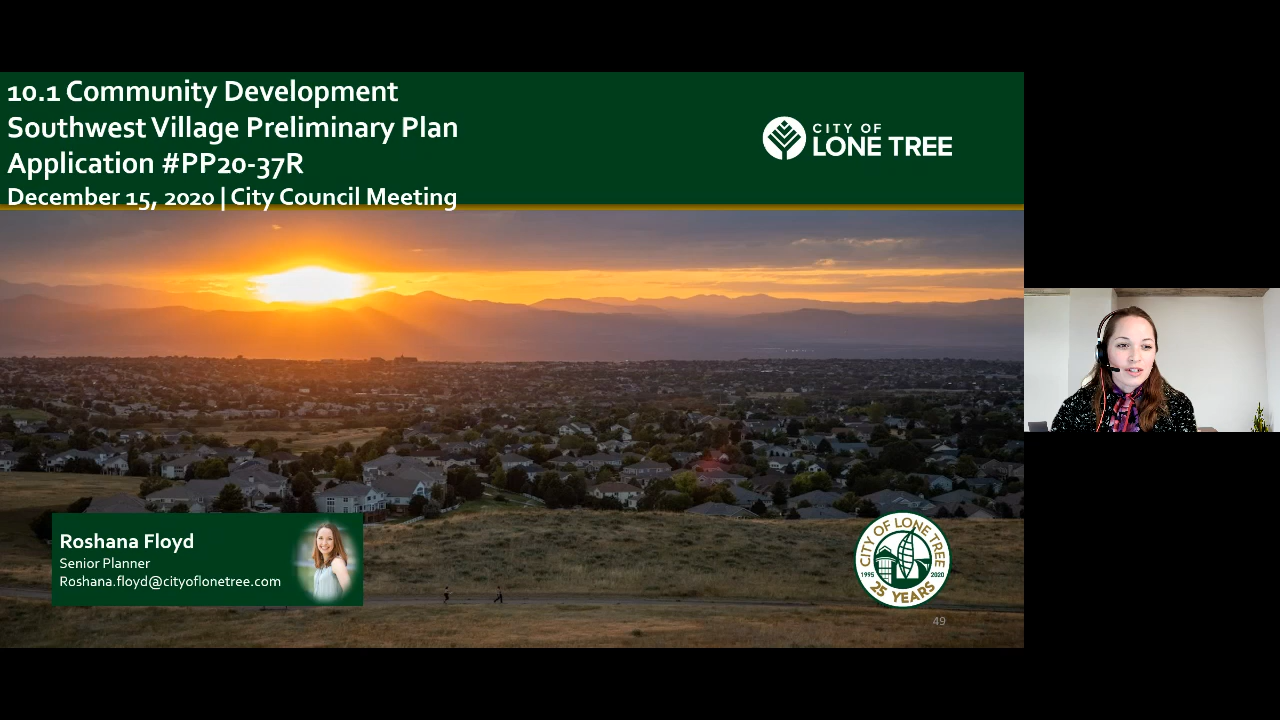 10.1 Community Development
Southwest Village Preliminary Plan
Application #PP20-37R
December 15, 2020 | City Council Meeting
CITY OF
LONE TREE
Roshana Floyd
Senior Planner
Roshana.floyd@cityoflonetree.com
CITY OF LONE TREE
1995 2020
25 YEARS
49